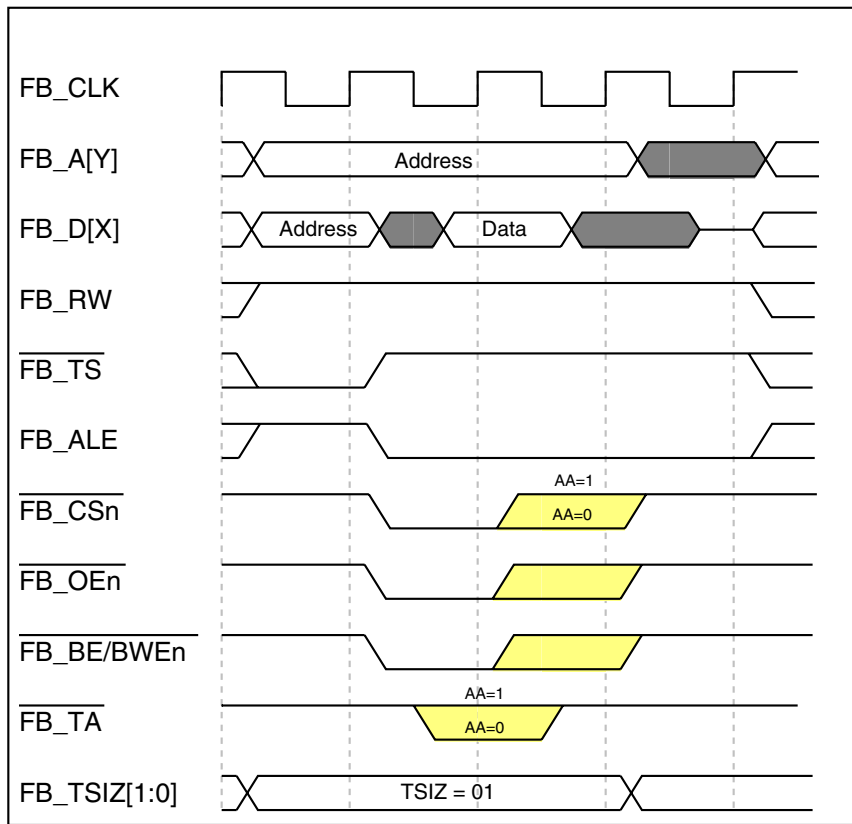 FB_CLK
FB_A[Y]
Address
FB_D[X]
Address
Data
FB_RW
FB_TS
FB_ALE
AA=1
FB_CSn
AA=0
FB_OEn
FB_BE/BWEn
AA=1
FB_TA
AA=0
FB_TSIZ[1:0]
TSIZ = 01